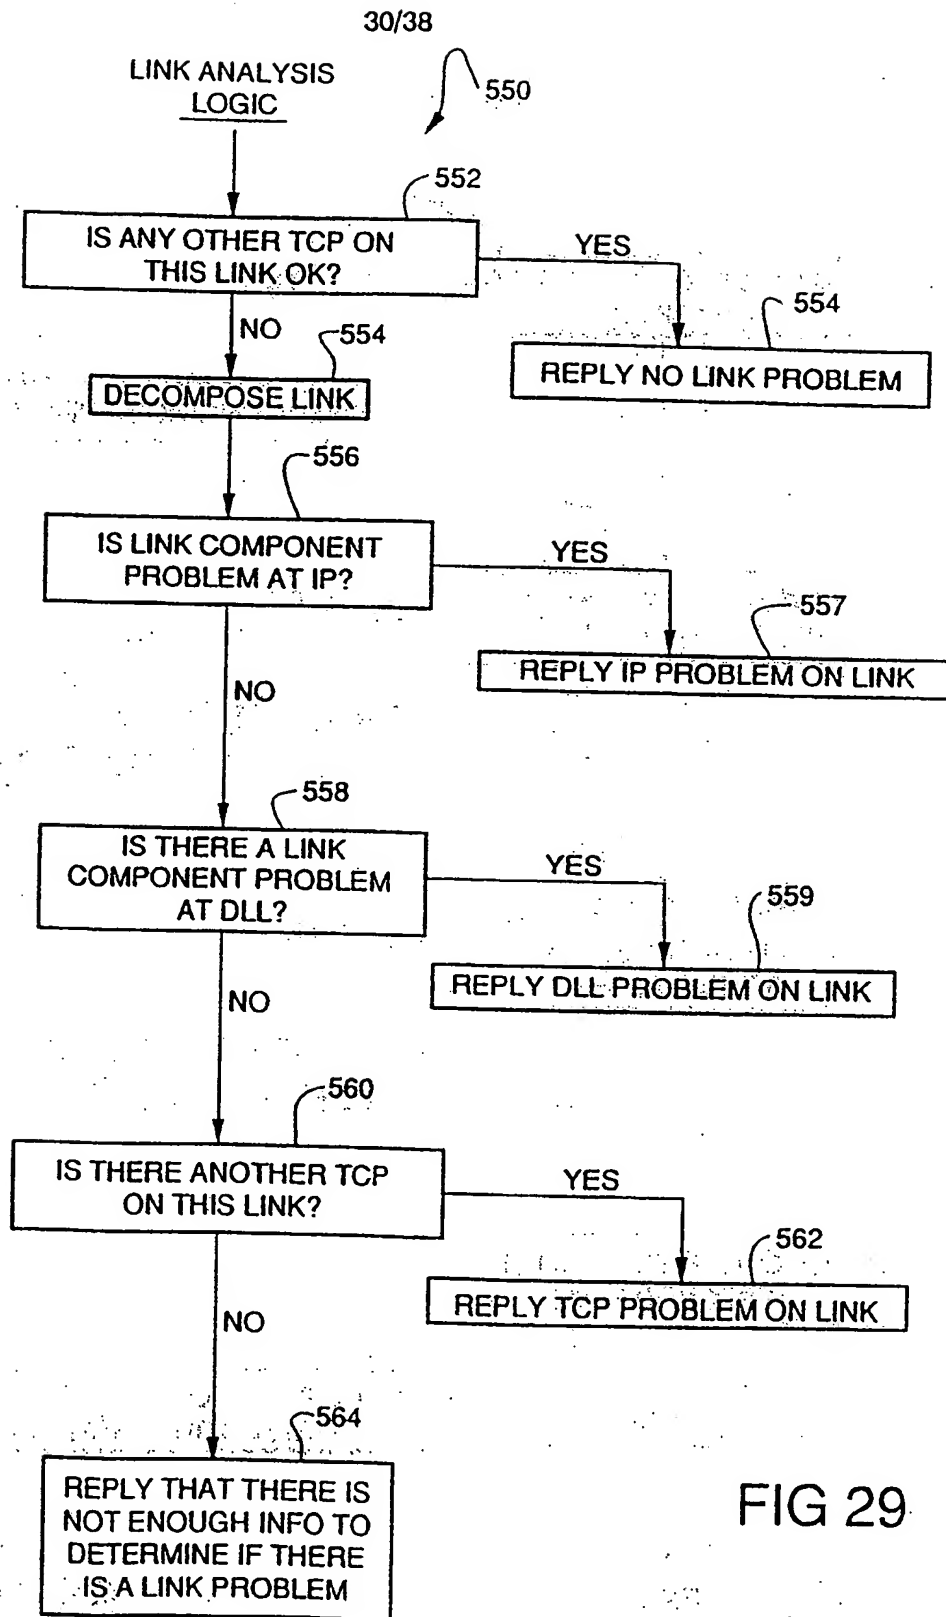 30/38
LINK ANALYSIS
LOGIC
550
552
IS ANY OTHER TCP ON
THIS LINK OK?
YES
554
REPLY NO LINK PROBLEM
NO
554
DECOMPOSE LINK
556
IS LINK COMPONENT
PROBLEM AT IP?
YES
557
REPLY IP PROBLEM ON LINK
NO
558
IS THERE A LINK
COMPONENT PROBLEM
AT DLL?
YES
559
REPLY DLL PROBLEM ON LINK
NO
560
IS THERE ANOTHER TCP
ON THIS LINK?
YES
562
REPLY TCP PROBLEM ON LINK
NO
564
REPLY THAT THERE IS
NOT ENOUGH INFO TO
DETERMINE IF THERE
IS A LINK PROBLEM
FIG 29